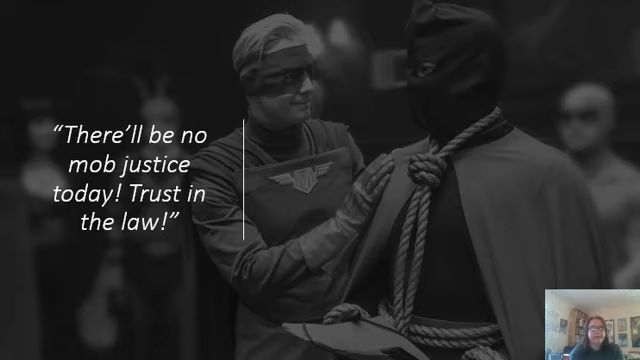 “There’ll be no
mob justice
today! Trust in
the law!”